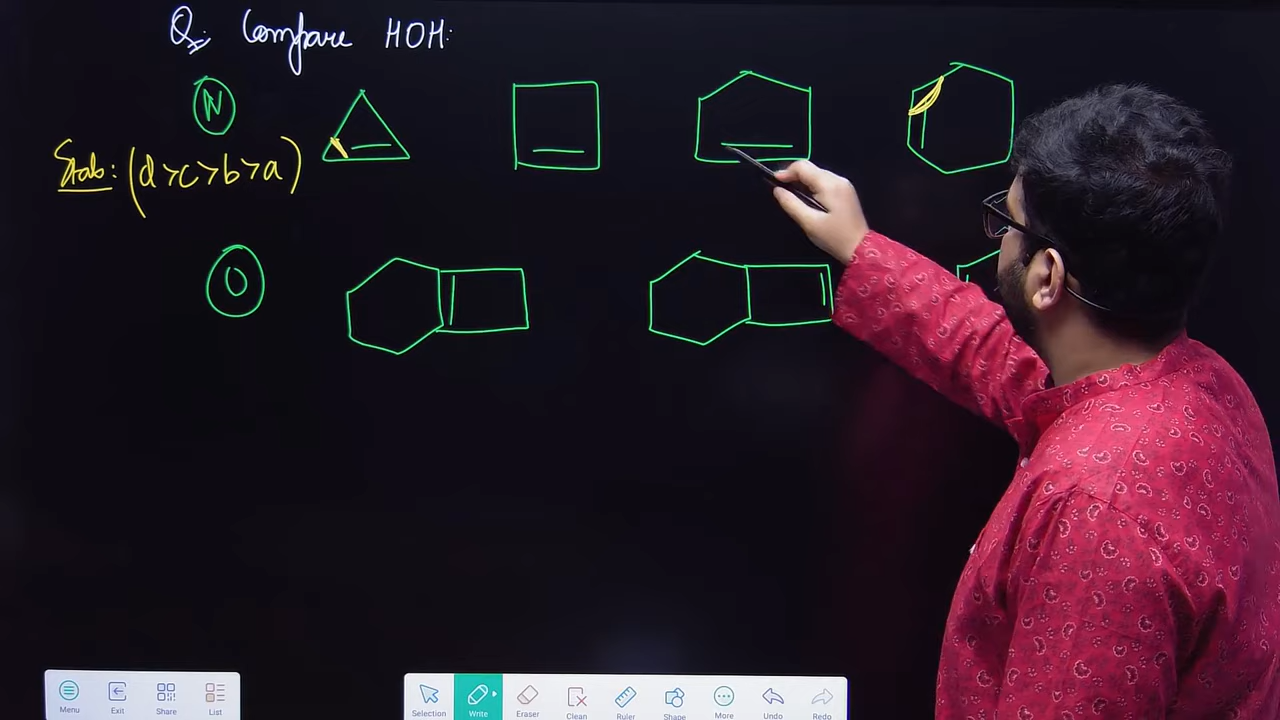 Q. Compare HOH:
N
Stab: (d>c>b>a)
O
Menu Exit Share List Selection Write Eraser Clean Ruler Shape More Undo Redo